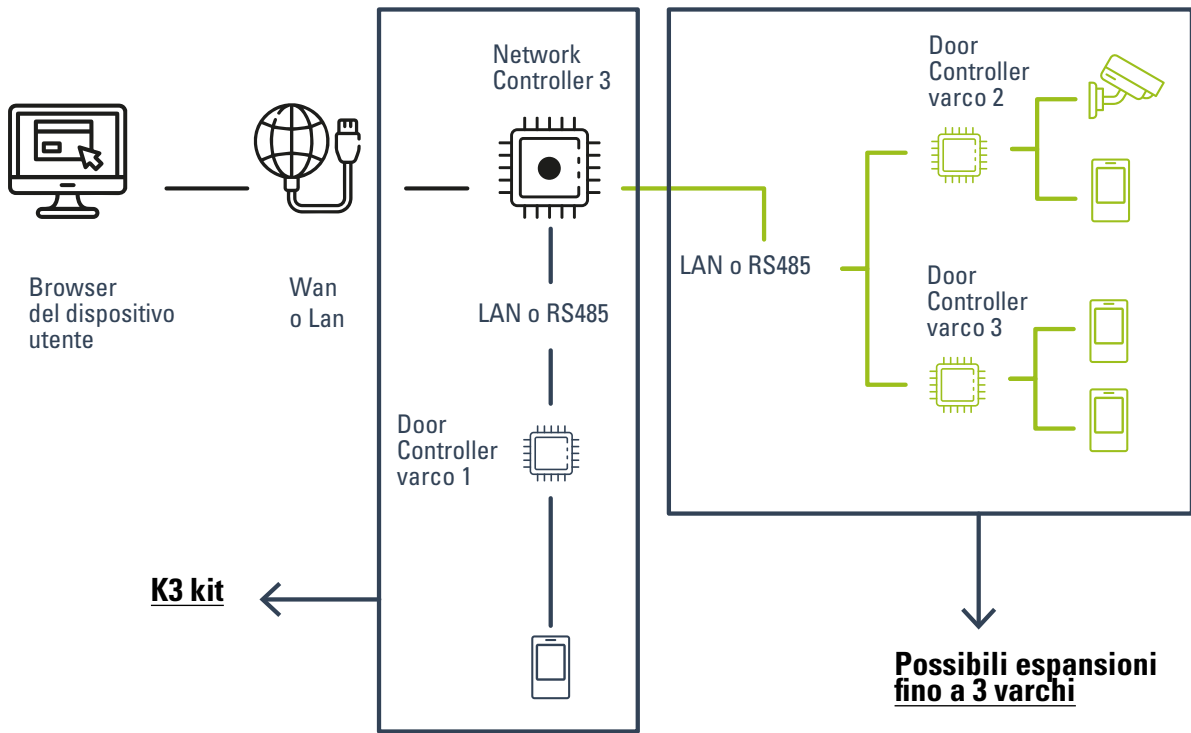 Browser
del dispositivo
utente
Wan
o Lan
Network
Controller 3
LAN o RS485
Door
Controller
varco 1
K3 kit
LAN o RS485
Door
Controller
varco 2
Door
Controller
varco 3
Possibili espansioni
fino a 3 varchi